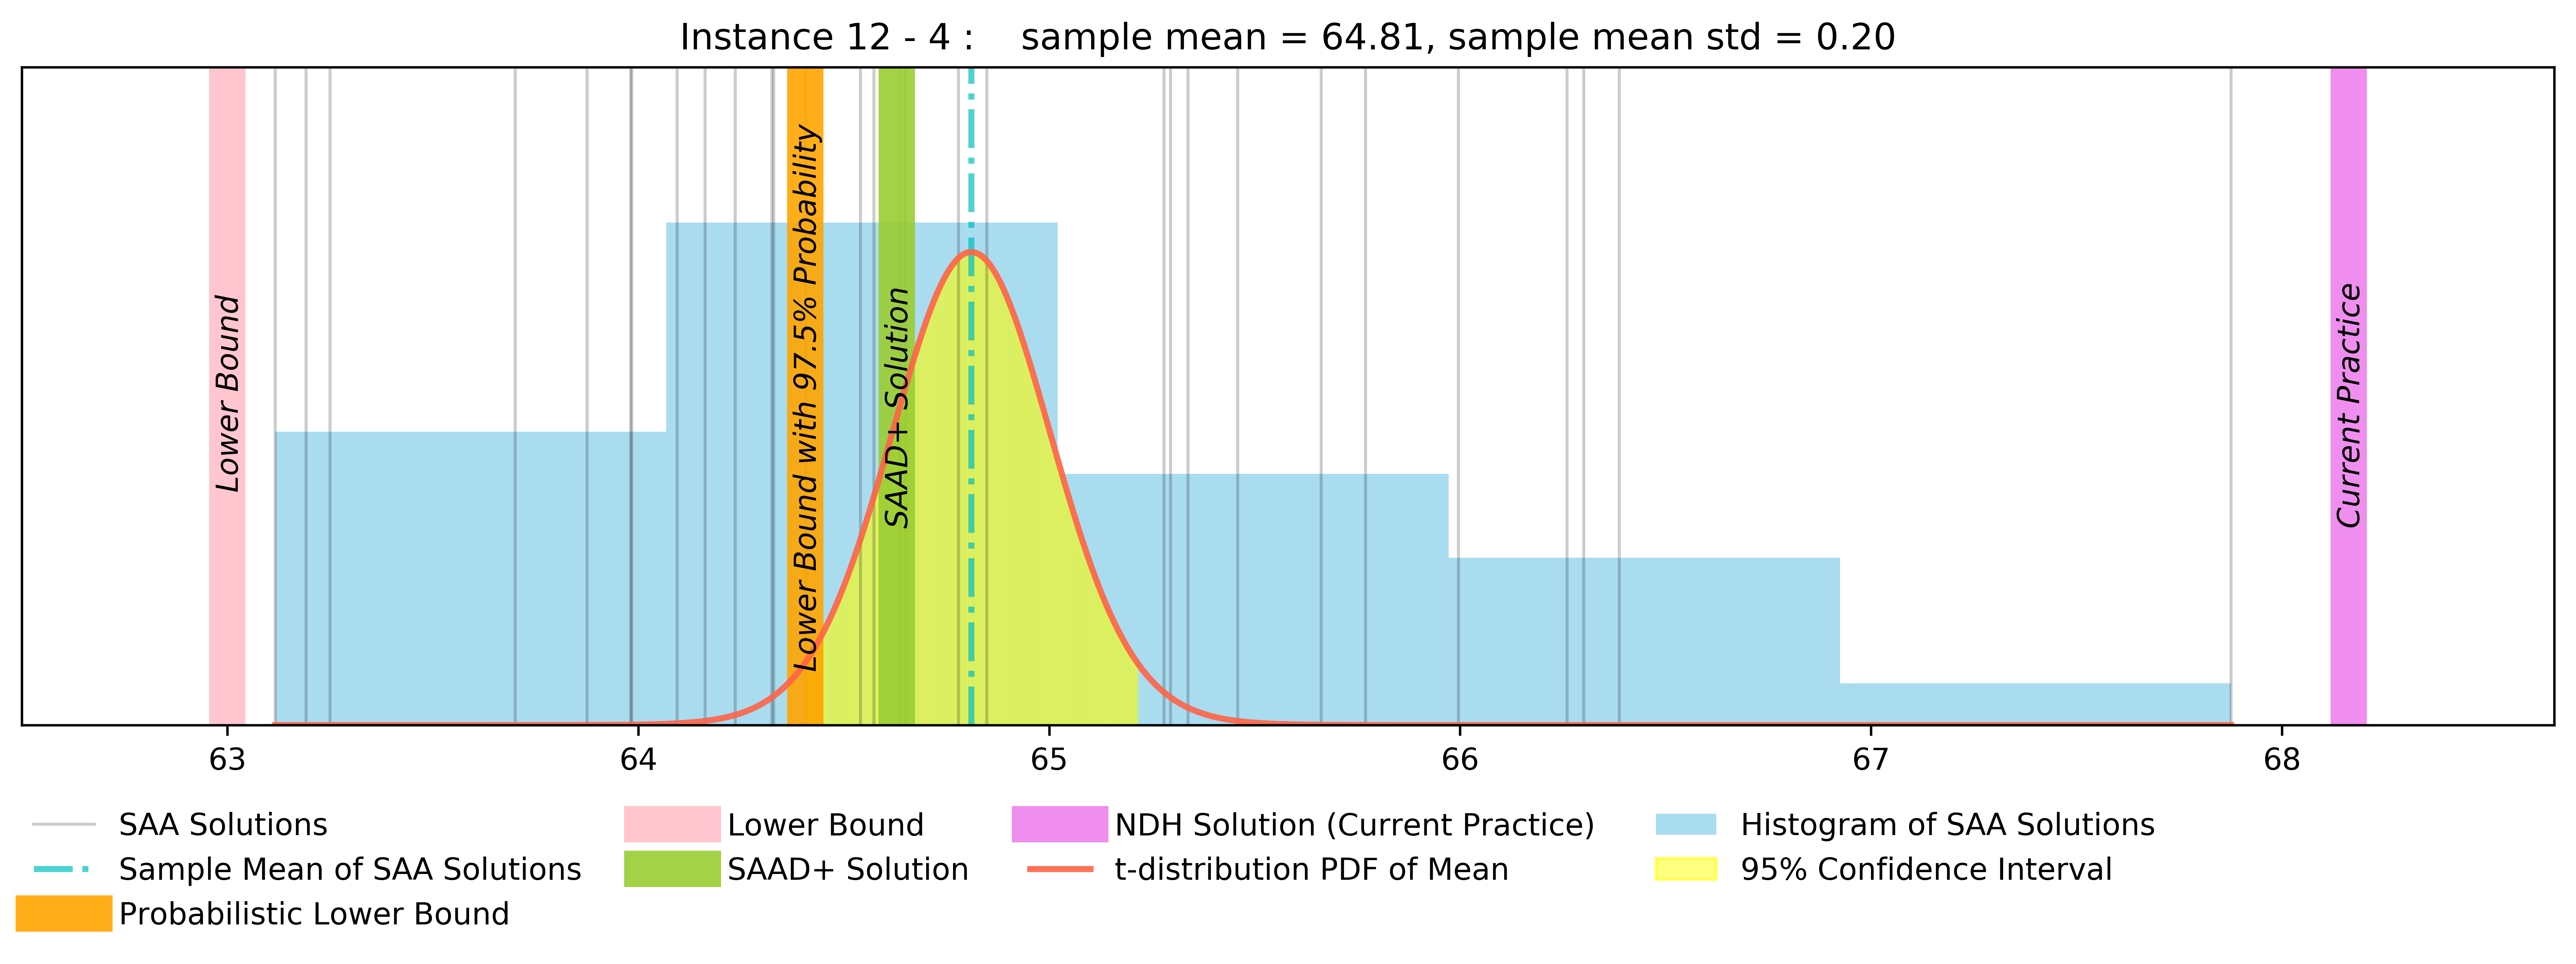 Instance 12 - 4 :    sample mean = 64.81, sample mean std = 0.20
Lower Bound
Lower Bound with 97.5% Probability
SAAD+ Solution
Current Practice
63
64
65
66
67
68
SAA Solutions
Sample Mean of SAA Solutions
Probabilistic Lower Bound
Lower Bound
SAAD+ Solution
NDH Solution (Current Practice)
t-distribution PDF of Mean
Histogram of SAA Solutions
95% Confidence Interval